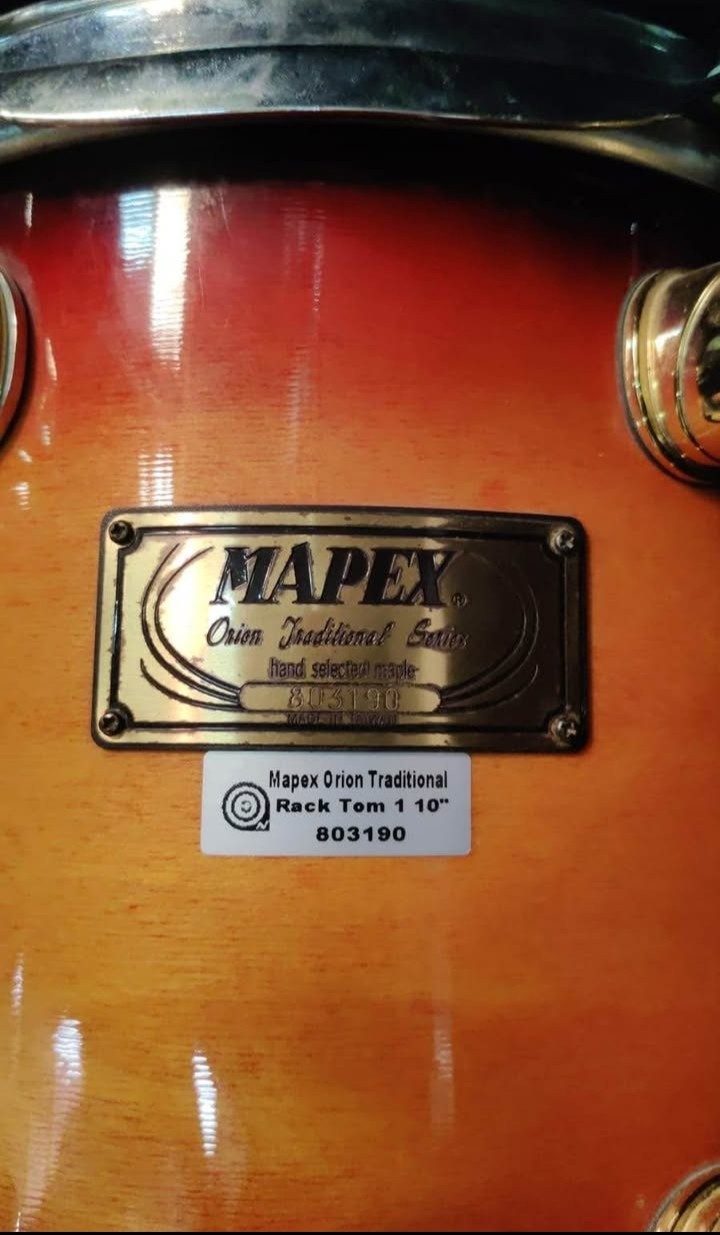 MAPEX®
Orion Traditional Series
hand selected maple
803190
MADE IN TAIWAN
Mapex Orion Traditional
Rack Tom 1 10"
803190